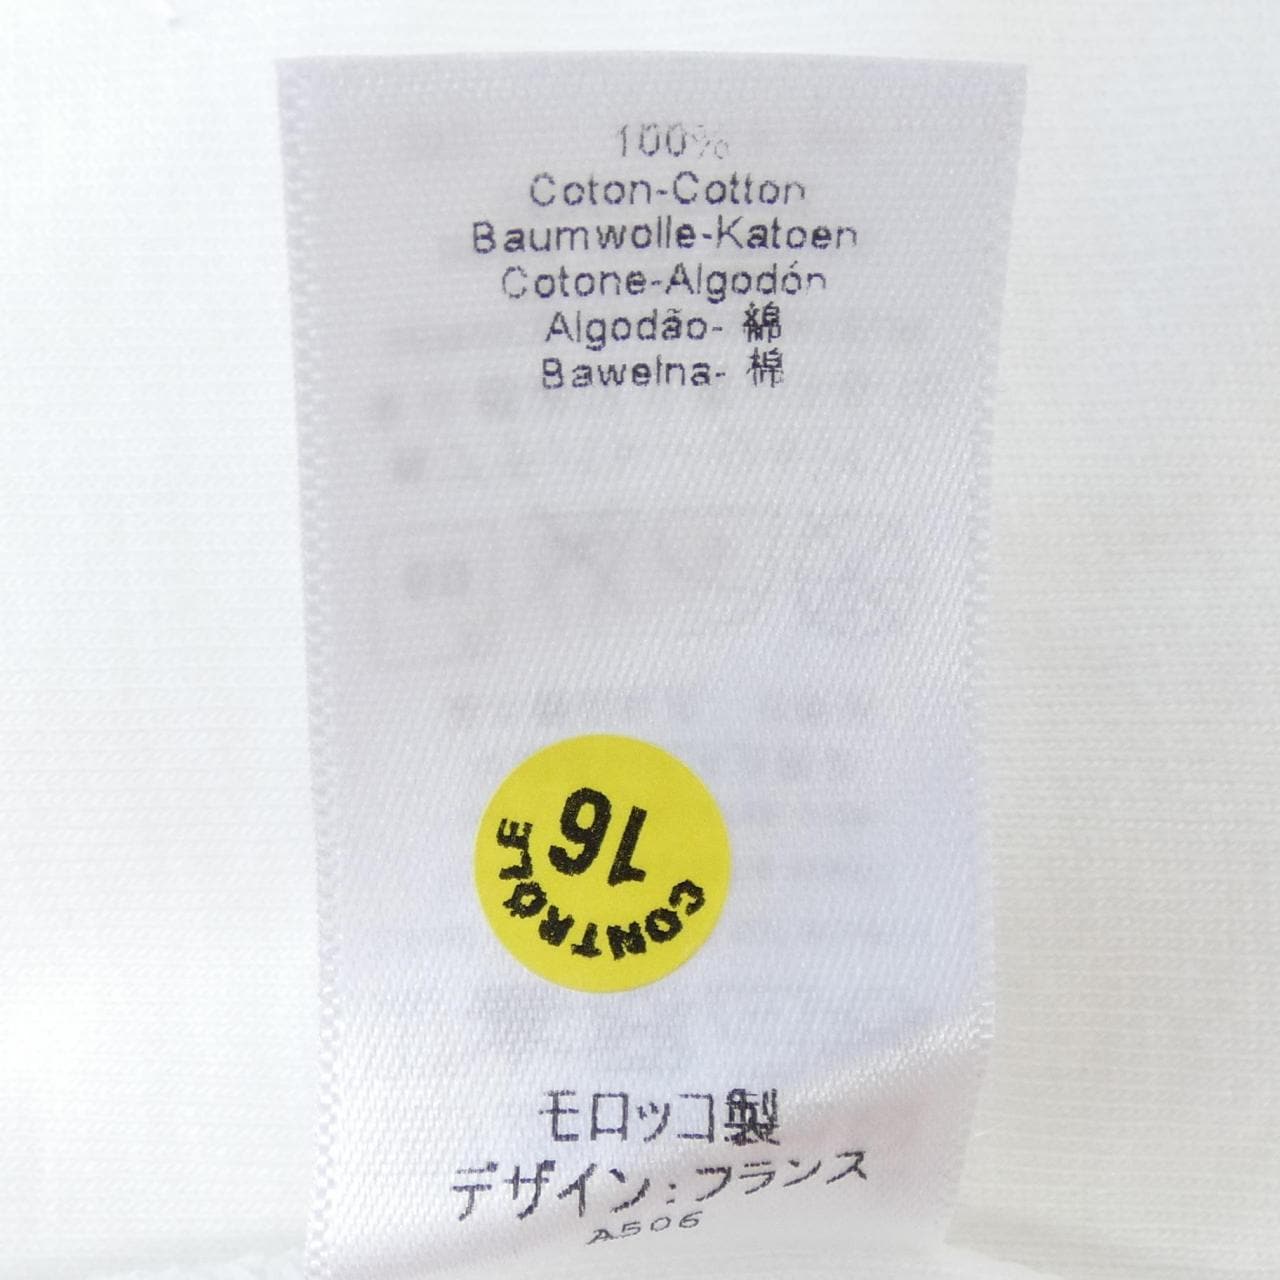 100%
Coton-Cotton
Baumwolle-Katoen
Cotone-Algodón
Algodão- 綿
Bawełna- 棉
16
CONTROLE
モロッコ製
デザイン:フランス
A506